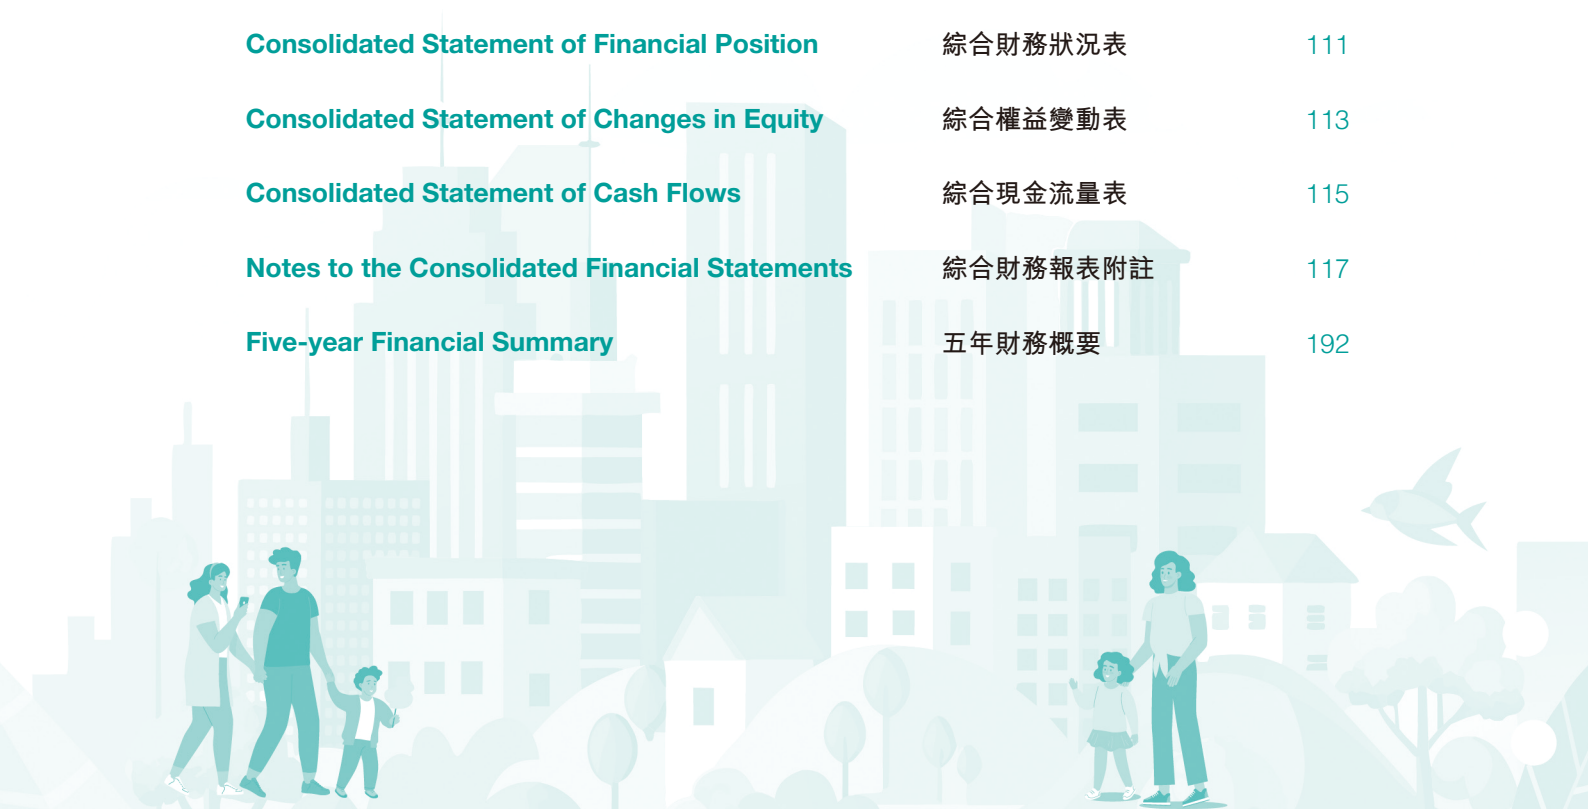 Consolidated Statement of Financial Position 綜合財務狀況表 111
Consolidated Statement of Changes in Equity 綜合權益變動表 113
Consolidated Statement of Cash Flows 綜合現金流量表 115
Notes to the Consolidated Financial Statements 綜合財務報表附註 117
Five-year Financial Summary 五年財務概要 192